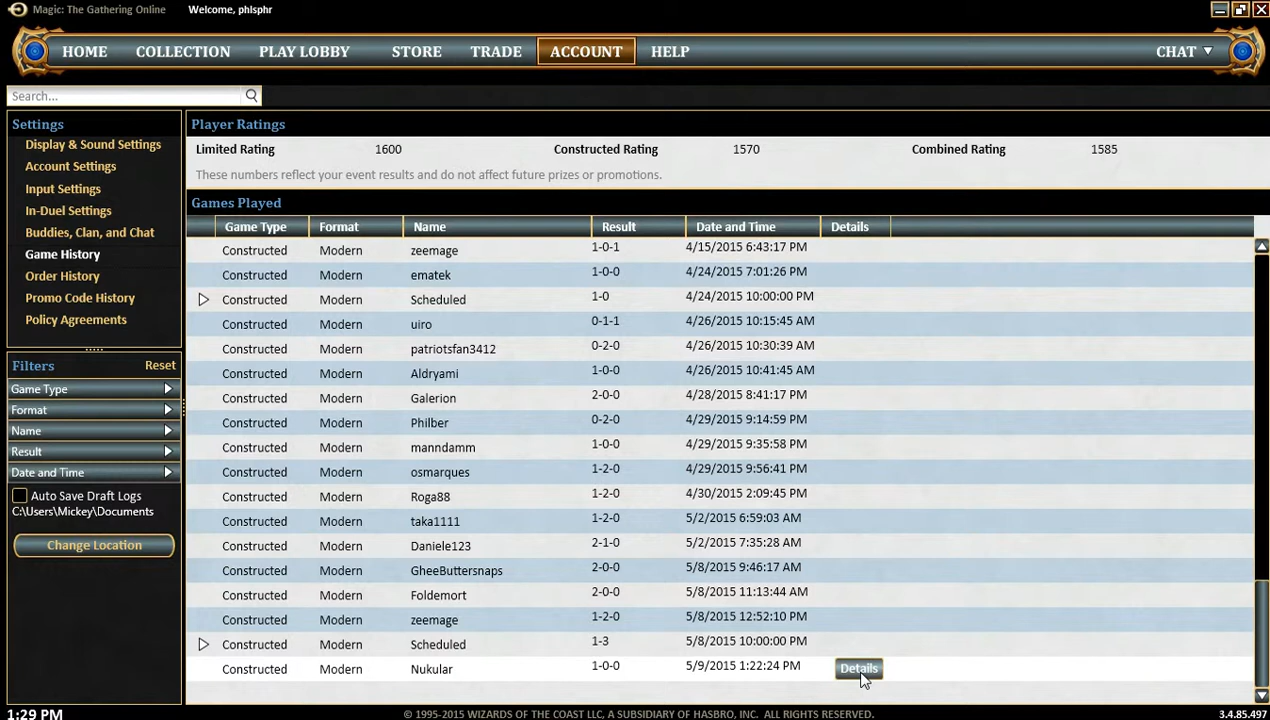 Magic: The Gathering Online Welcome, phlsphr
HOME COLLECTION PLAY LOBBY STORE TRADE ACCOUNT HELP CHAT
Search...
Settings
Display & Sound Settings
Account Settings
Input Settings
In-Duel Settings
Buddies, Clan, and Chat
Game History
Order History
Promo Code History
Policy Agreements
Filters Reset
Game Type
Format
Name
Result
Date and Time
Auto Save Draft Logs
C:\Users\Mickey\Documents
Change Location
1:29 PM
Player Ratings
Limited Rating 1600 Constructed Rating 1570 Combined Rating 1585
These numbers reflect your event results and do not affect future prizes or promotions.
Games Played
Game Type Format Name Result Date and Time Details
Constructed Modern zeemage 1-0-1 4/15/2015 6:43:17 PM
Constructed Modern ematek 1-0-0 4/24/2015 7:01:26 PM
Constructed Modern Scheduled 1-0 4/24/2015 10:00:00 PM
Constructed Modern uiro 0-1-1 4/26/2015 10:15:45 AM
Constructed Modern patriotsfan3412 0-2-0 4/26/2015 10:30:39 AM
Constructed Modern Aldryami 1-0-0 4/26/2015 10:41:45 AM
Constructed Modern Galerion 2-0-0 4/28/2015 8:41:17 PM
Constructed Modern Philber 0-2-0 4/29/2015 9:14:59 PM
Constructed Modern manndamm 1-0-0 4/29/2015 9:35:58 PM
Constructed Modern osmarques 1-2-0 4/29/2015 9:56:41 PM
Constructed Modern Roga88 1-2-0 4/30/2015 2:09:45 PM
Constructed Modern taka1111 1-2-0 5/2/2015 6:59:03 AM
Constructed Modern Daniele123 2-1-0 5/2/2015 7:35:28 AM
Constructed Modern GheeButtersnaps 2-0-0 5/8/2015 9:46:17 AM
Constructed Modern Foldemort 2-0-0 5/8/2015 11:13:44 AM
Constructed Modern zeemage 1-2-0 5/8/2015 12:52:10 PM
Constructed Modern Scheduled 1-3 5/8/2015 10:00:00 PM
Constructed Modern Nukular 1-0-0 5/9/2015 1:22:24 PM Details
© 1995-2015 WIZARDS OF THE COAST LLC, A SUBSIDIARY OF HASBRO, INC. ALL RIGHTS RESERVED. 3.4.85.497